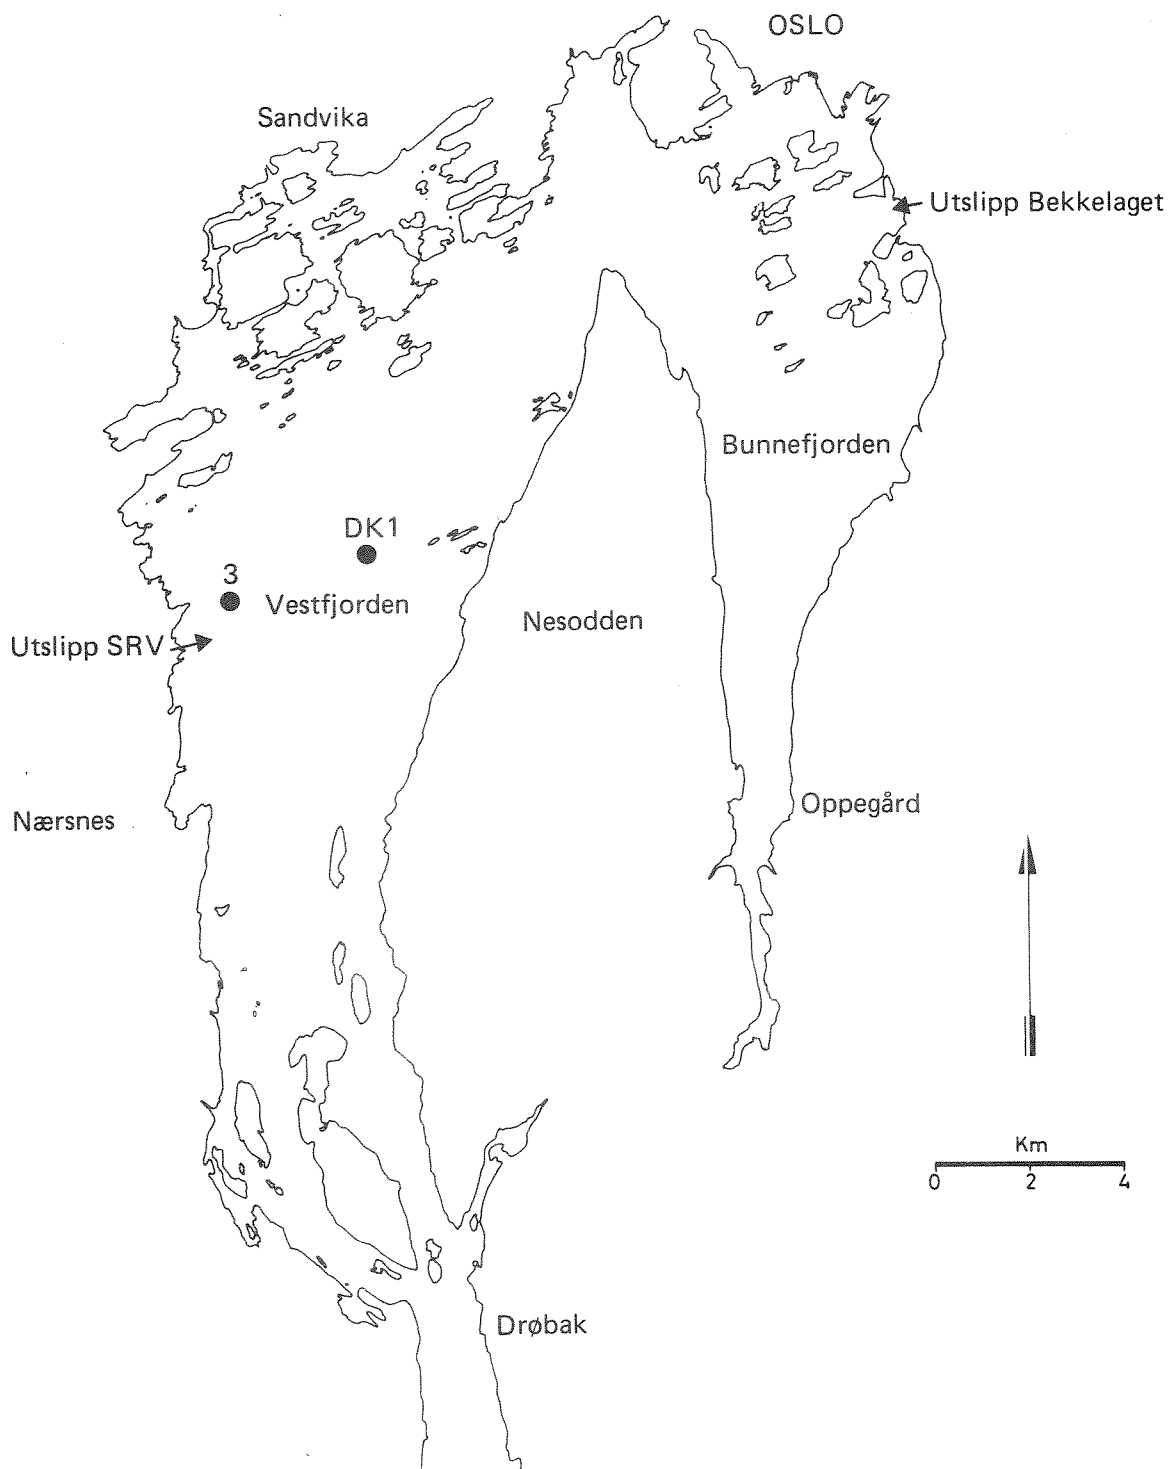 OSLO
Sandvika
Utslipp Bekkelaget
Bunnefjorden
DK1
3
Vestfjorden
Nesodden
Utslipp SRV
Oppegård
Nærsnes
Km
0 2 4
Drøbak